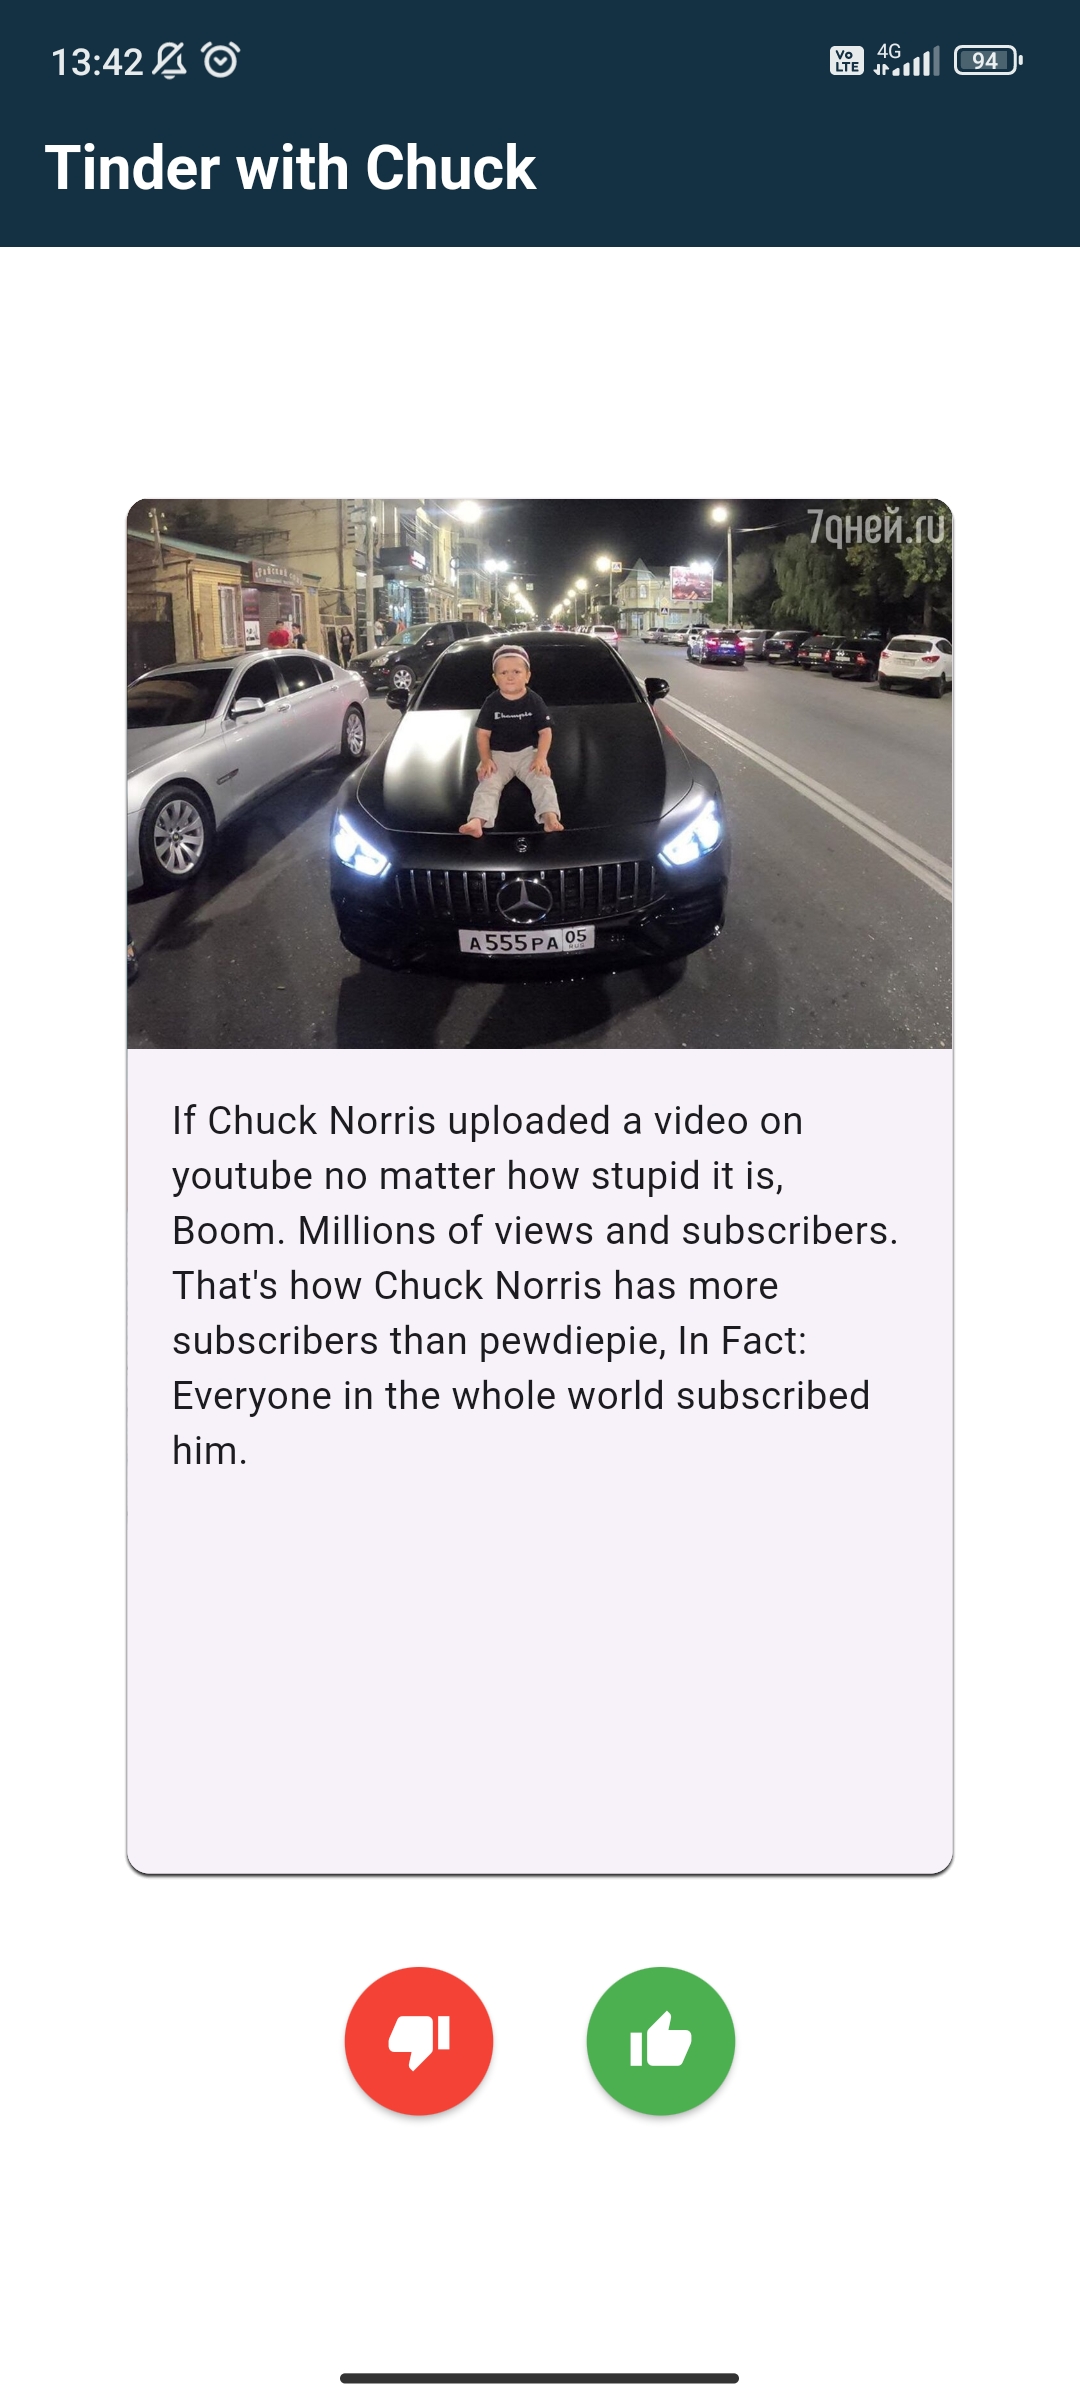 13:42
Vo
LTE
4G
94
Tinder with Chuck
7дней.ru
Champion
A 555 PA 05
RUS
If Chuck Norris uploaded a video on
youtube no matter how stupid it is,
Boom. Millions of views and subscribers.
That's how Chuck Norris has more
subscribers than pewdiepie, In Fact:
Everyone in the whole world subscribed
him.